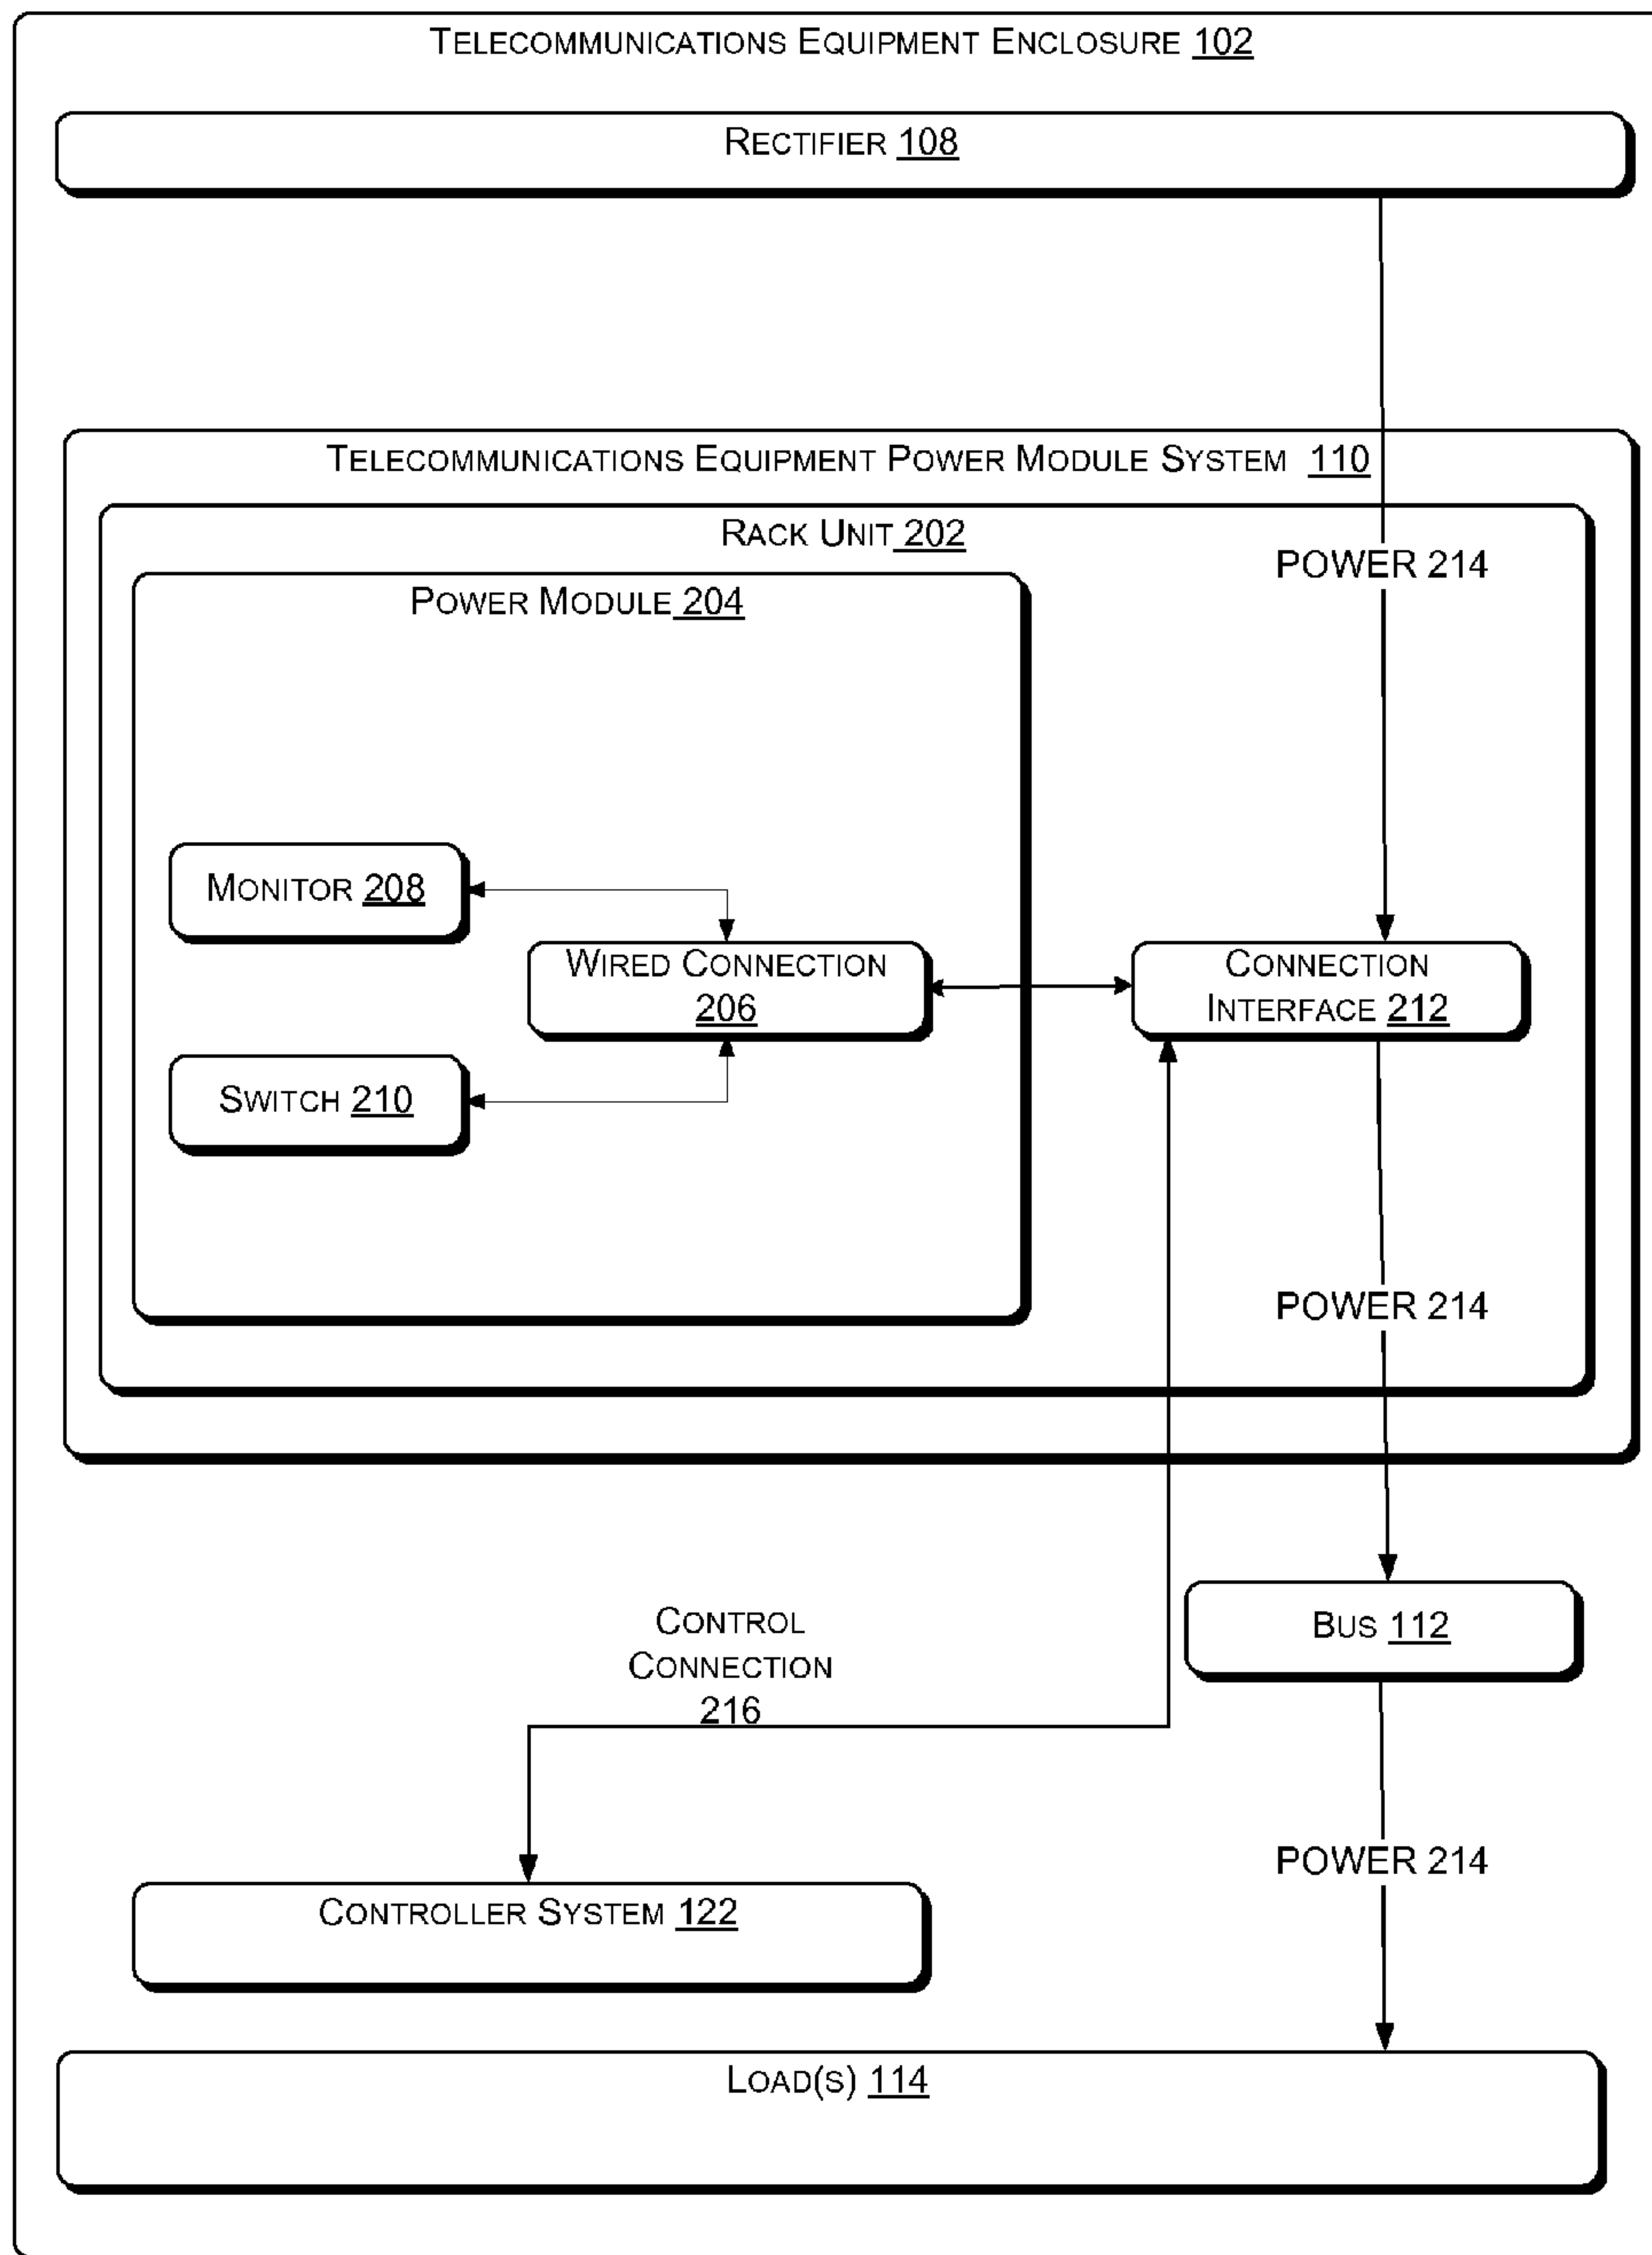 TELECOMMUNICATIONS EQUIPMENT ENCLOSURE 102
RECTIFIER 108
TELECOMMUNICATIONS EQUIPMENT POWER MODULE SYSTEM 110
RACK UNIT 202
POWER 214
POWER MODULE 204
MONITOR 208
WIRED CONNECTION
206
CONNECTION
INTERFACE 212
SWITCH 210
POWER 214
CONTROL
CONNECTION
216
BUS 112
POWER 214
CONTROLLER SYSTEM 122
LOAD(S) 114